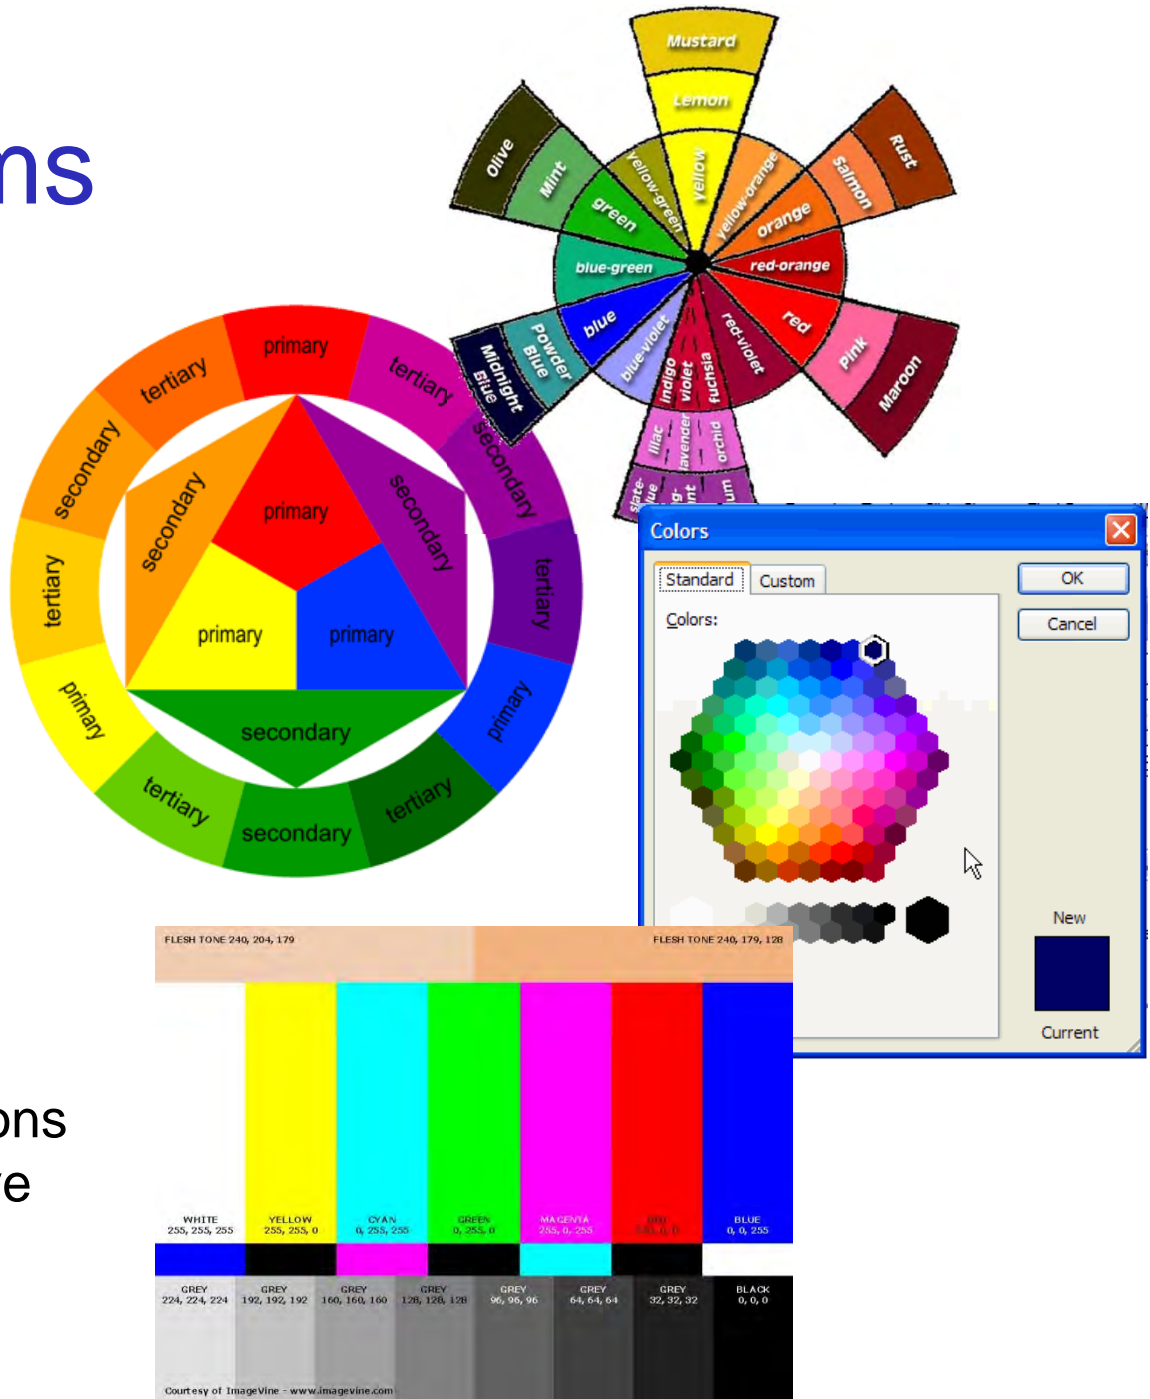 ms
Mustard
Lemon
yellow
yellow-orange
orange
Salmon
Rust
red-orange
red
Pink
Maroon
red-violet
fuchsia
violet
indigo
orchid
lavender
lilac
blue-violet
blue
Powder
Blue
Midnight
Blue
blue-green
green
Mint
Olive
yellow-green
primary
tertiary
secondary
tertiary
primary
tertiary
secondary
tertiary
primary
tertiary
secondary
tertiary
primary
secondary
secondary
primary
primary
secondary
Colors
Standard
Custom
OK
Cancel
Colors:
New
Current
FLESH TONE 240, 204, 179
FLESH TONE 240, 179, 128
ons
ve
WHITE
255, 255, 255
YELLOW
255, 255, 0
CYAN
0, 255, 255
GREEN
0, 255, 0
MAGENTA
255, 0, 255
BLUE
0, 0, 255
GREY
224, 224, 224
GREY
192, 192, 192
GREY
160, 160, 160
GREY
128, 128, 128
GREY
96, 96, 96
GREY
64, 64, 64
GREY
32, 32, 32
BLACK
0, 0, 0
Courtesy of ImageVine - www.imagevine.com